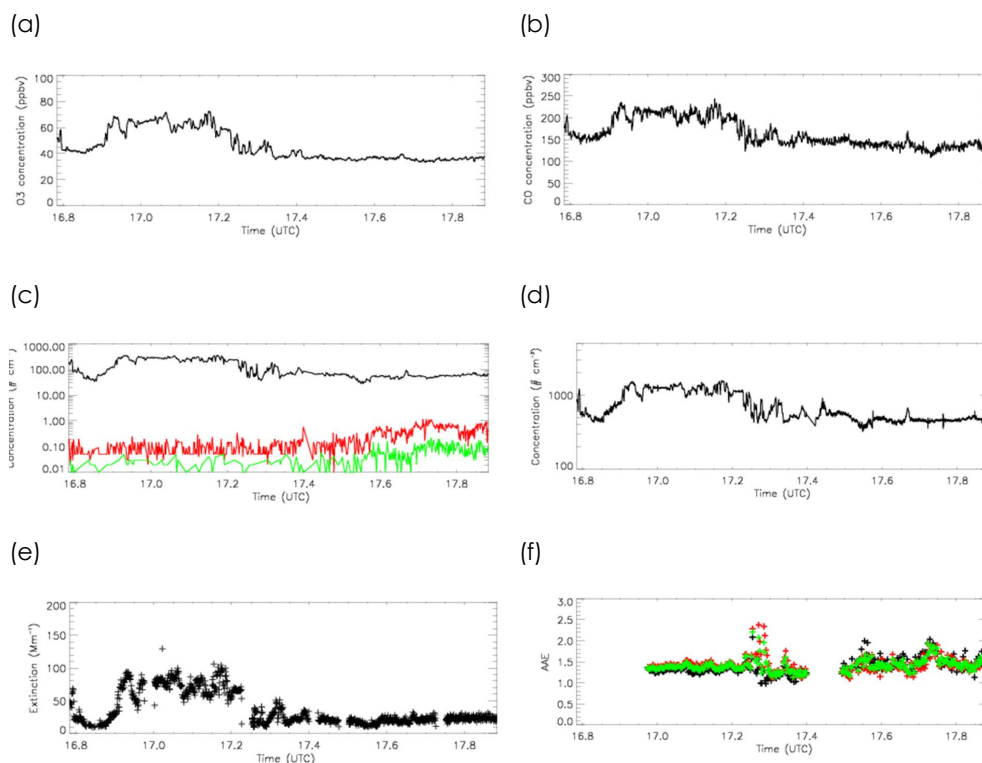 (a)
O3 concentration (ppbv)
100
80
60
40
20
0
16.8 17.0 17.2 17.4 17.6 17.8
Time (UTC)
(b)
CO concentration (ppbv)
300
250
200
150
100
50
0
16.8 17.0 17.2 17.4 17.6 17.8
Time (UTC)
(c)
1000.00
100.00
10.00
1.00
0.10
0.01
16.8 17.0 17.2 17.4 17.6 17.8
Time (UTC)
(d)
Concentration (# cm⁻³)
1000
100
16.8 17.0 17.2 17.4 17.6 17.8
Time (UTC)
(e)
Extinction (Mm⁻¹)
200
150
100
50
0
16.8 17.0 17.2 17.4 17.6 17.8
Time (UTC)
(f)
AAE
3.0
2.5
2.0
1.5
1.0
0.5
0.0
16.8 17.0 17.2 17.4 17.6 17.8
Time (UTC)